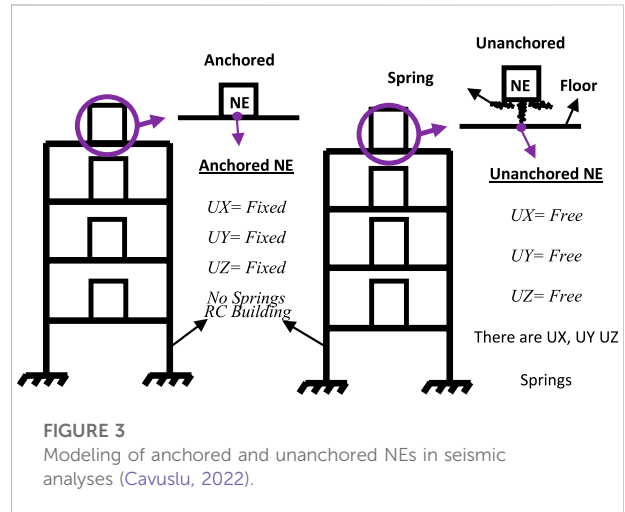 Anchored
NE
Anchored NE
UX= Fixed
UY= Fixed
UZ= Fixed
No Springs
RC Building
Unanchored
Spring
NE
Floor
Unanchored NE
UX= Free
UY= Free
UZ= Free
There are UX, UY UZ
Springs
FIGURE 3
Modeling of anchored and unanchored NEs in seismic
analyses (Cavuslu, 2022).